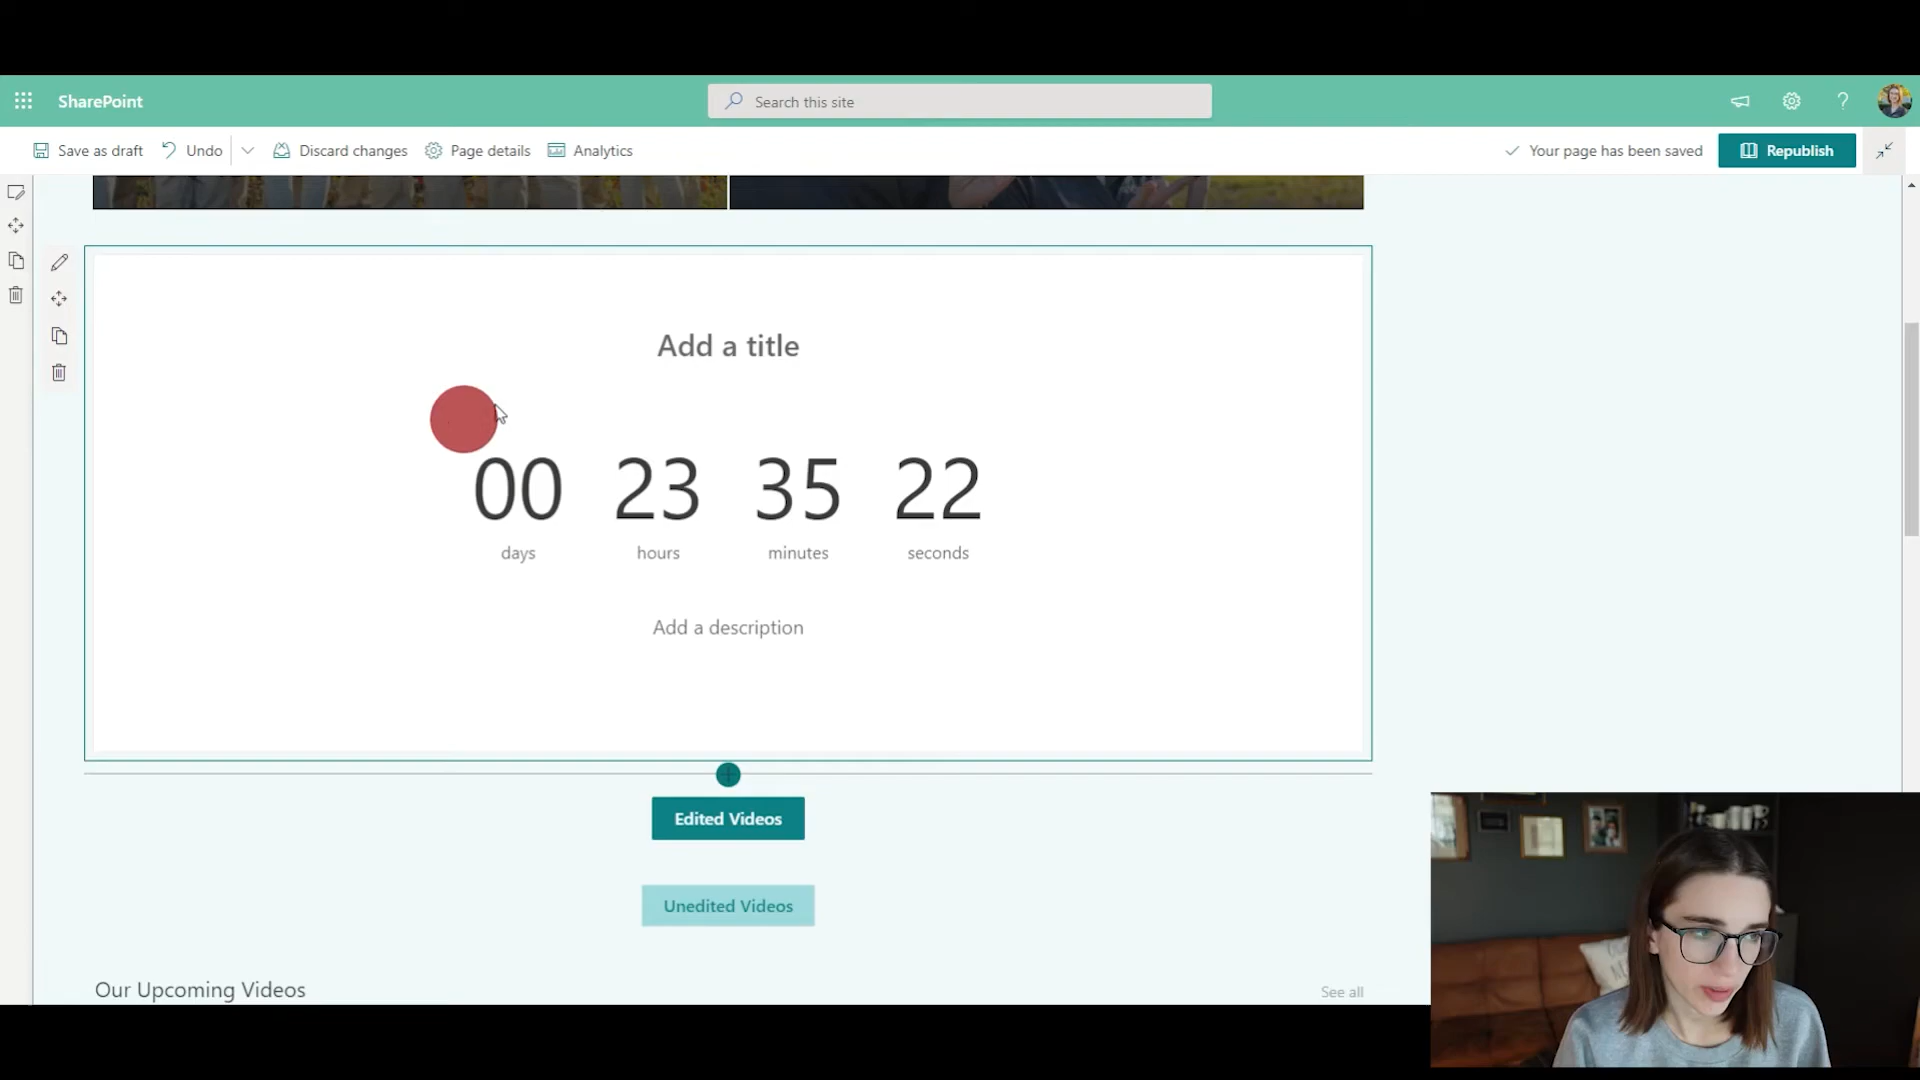 SharePoint
Search this site
?
Save as draft
Undo
Discard changes
Page details
Analytics
Your page has been saved
Republish
Add a title
00 23 35 22
days hours minutes seconds
Add a description
Edited Videos
Unedited Videos
Our Upcoming Videos
See all